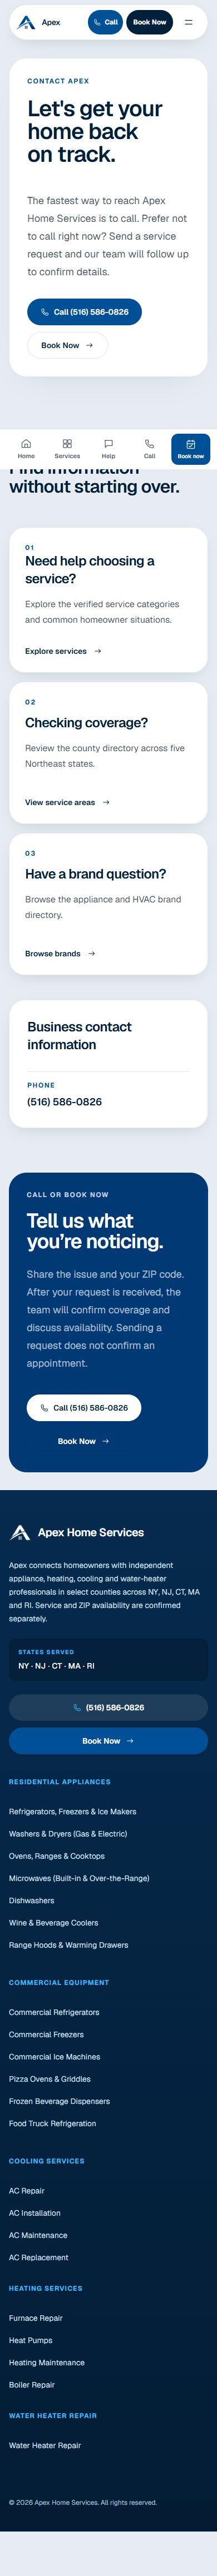 Apex
Call
Book Now
CONTACT APEX
Let's get your
home back
on track.
The fastest way to reach Apex
Home Services is to call. Prefer not
to call right now? Send a service
request and our team will follow up
to confirm details.
Call (516) 586-0826
Book Now
Home
Services
Help
Call
Book now
Find information
without starting over.
01
Need help choosing a
service?
Explore the verified service categories
and common homeowner situations.
Explore services
02
Checking coverage?
Review the county directory across five
Northeast states.
View service areas
03
Have a brand question?
Browse the appliance and HVAC brand
directory.
Browse brands
Business contact
information
PHONE
(516) 586-0826
CALL OR BOOK NOW
Tell us what
you’re noticing.
Share the issue and your ZIP code.
After your request is received, the
team will confirm coverage and
discuss availability. Sending a
request does not confirm an
appointment.
Call (516) 586-0826
Book Now
Apex Home Services
Apex connects homeowners with independent
appliance, heating, cooling and water-heater
professionals in select counties across NY, NJ, CT, MA
and RI. Service and ZIP availability are confirmed
separately.
STATES SERVED
NY · NJ · CT · MA · RI
(516) 586-0826
Book Now
RESIDENTIAL APPLIANCES
Refrigerators, Freezers & Ice Makers
Washers & Dryers (Gas & Electric)
Ovens, Ranges & Cooktops
Microwaves (Built-in & Over-the-Range)
Dishwashers
Wine & Beverage Coolers
Range Hoods & Warming Drawers
COMMERCIAL EQUIPMENT
Commercial Refrigerators
Commercial Freezers
Commercial Ice Machines
Pizza Ovens & Griddles
Frozen Beverage Dispensers
Food Truck Refrigeration
COOLING SERVICES
AC Repair
AC Installation
AC Maintenance
AC Replacement
HEATING SERVICES
Furnace Repair
Heat Pumps
Heating Maintenance
Boiler Repair
WATER HEATER REPAIR
Water Heater Repair
© 2026 Apex Home Services. All rights reserved.